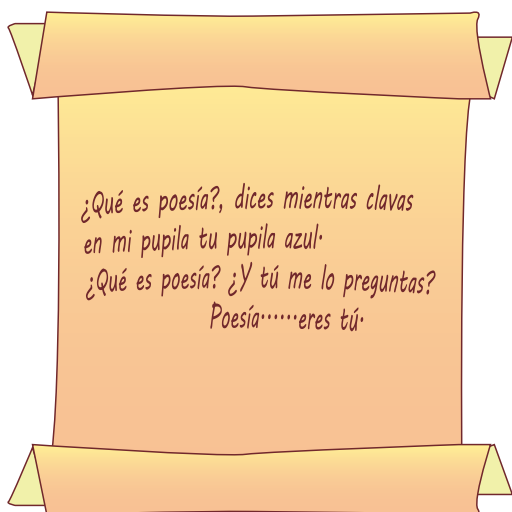 ¿Qué es poesía?, dices mientras clavas
en mi pupila tu pupila azul.
¿Qué es poesía? ¿Y tú me lo preguntas?
Poesía......eres tú.